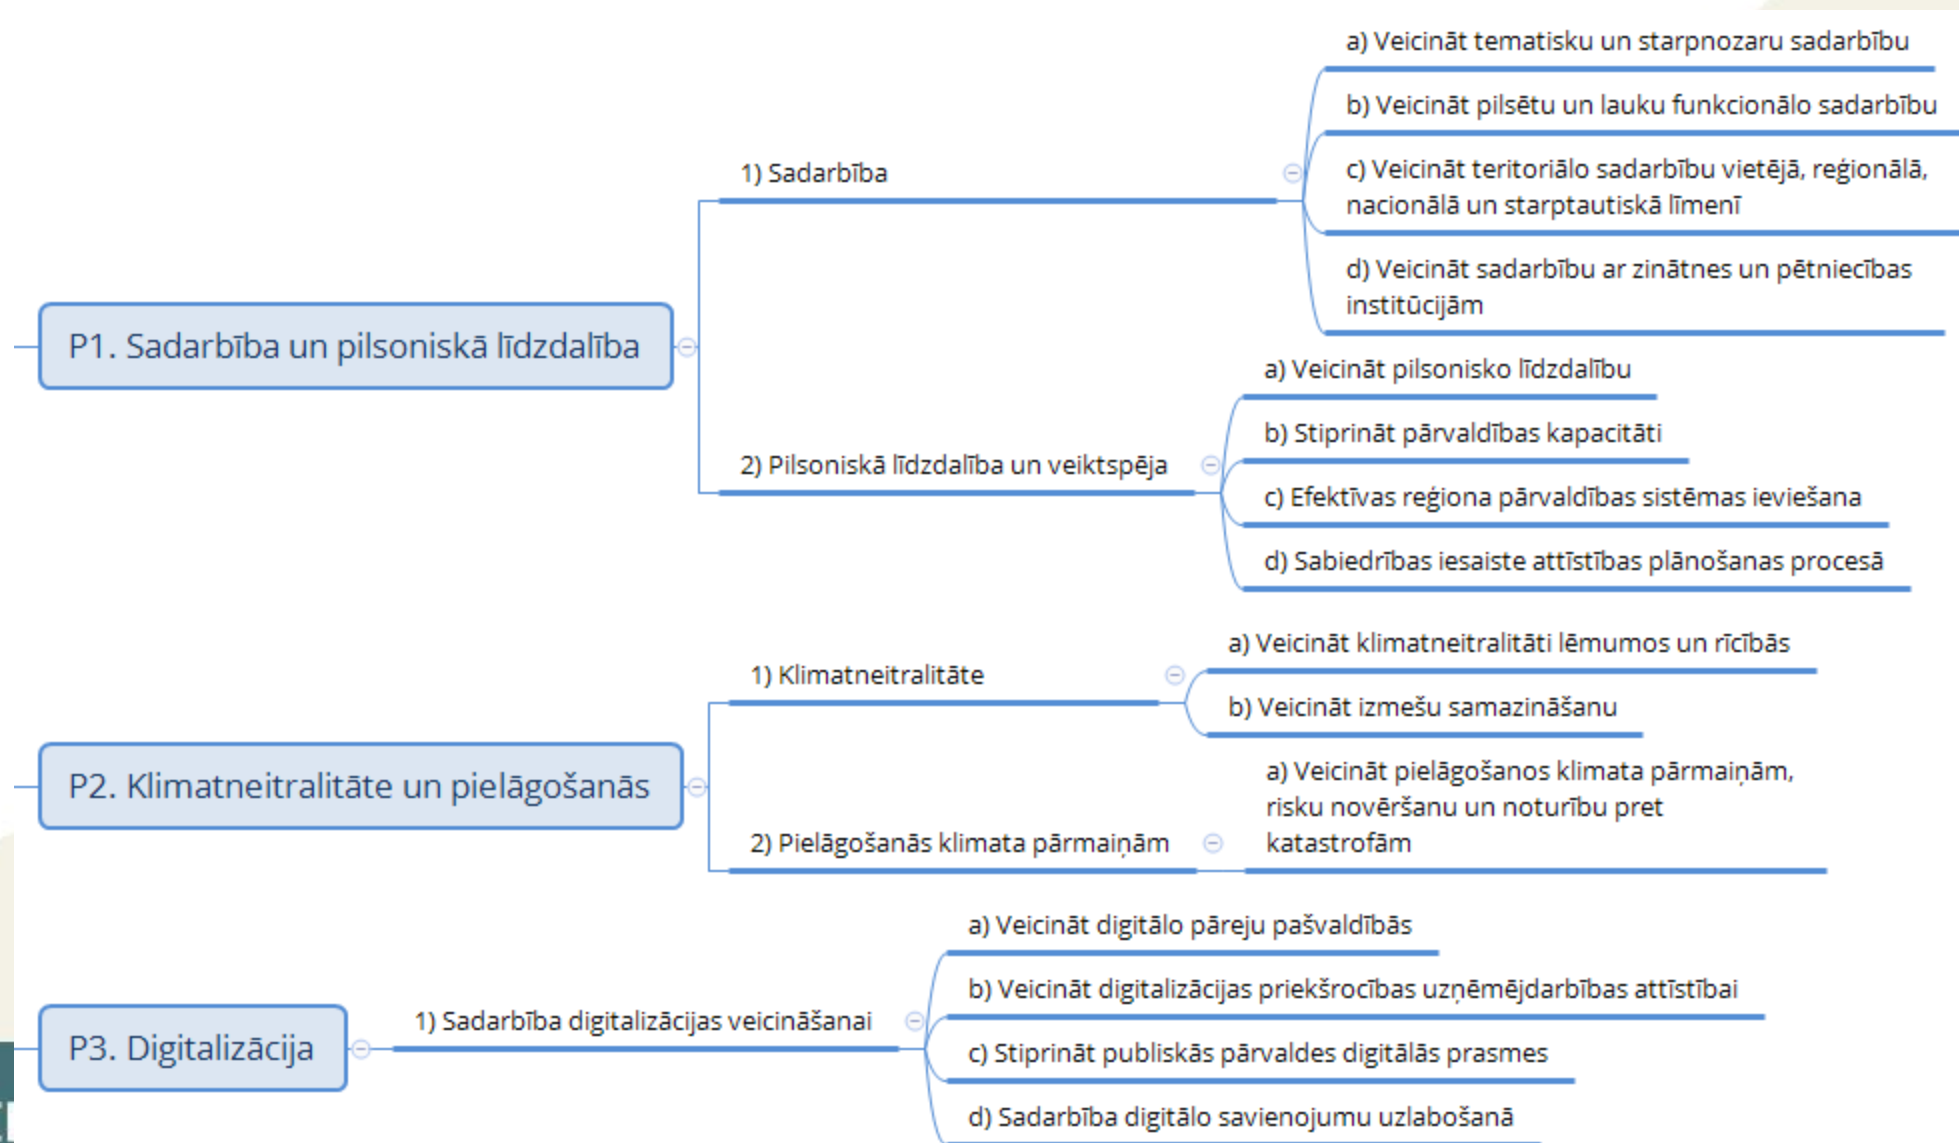 P1. Sadarbība un pilsoniskā līdzdalība
1) Sadarbība
a) Veicināt tematisku un starpnozaru sadarbību
b) Veicināt pilsētu un lauku funkcionālo sadarbību
c) Veicināt teritoriālo sadarbību vietējā, reģionālā,
nacionālā un starptautiskā līmenī
d) Veicināt sadarbību ar zinātnes un pētniecības
institūcijām
2) Pilsoniskā līdzdalība un veiktspēja
a) Veicināt pilsonisko līdzdalību
b) Stiprināt pārvaldības kapacitāti
c) Efektīvas reģiona pārvaldības sistēmas ieviešana
d) Sabiedrības iesaiste attīstības plānošanas procesā
P2. Klimatneitralitāte un pielāgošanās
1) Klimatneitralitāte
a) Veicināt klimatneitralitāti lēmumos un rīcībās
b) Veicināt izmešu samazināšanu
2) Pielāgošanās klimata pārmaiņām
a) Veicināt pielāgošanos klimata pārmaiņām,
risku novēršanu un noturību pret
katastrofām
P3. Digitalizācija
1) Sadarbība digitalizācijas veicināšanai
a) Veicināt digitālo pāreju pašvaldībās
b) Veicināt digitalizācijas priekšrocības uzņēmējdarbības attīstībai
c) Stiprināt publiskās pārvaldes digitālās prasmes
d) Sadarbība digitālo savienojumu uzlabošanā